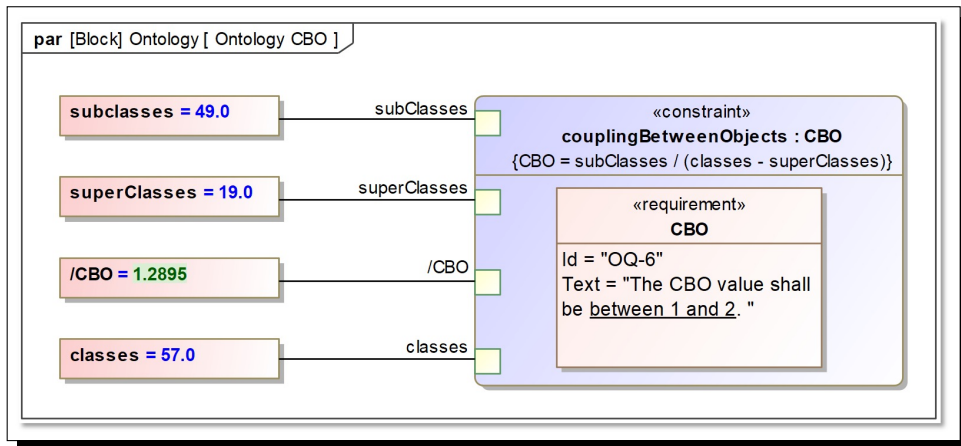 par [Block] Ontology [ Ontology CBO ]
subclasses = 49.0
subClasses
superClasses = 19.0
superClasses
/CBO = 1.2895
/CBO
classes = 57.0
classes
«constraint»
couplingBetweenObjects : CBO
{CBO = subClasses / (classes - superClasses)}
«requirement»
CBO
Id = "OQ-6"
Text = "The CBO value shall
be between 1 and 2. "